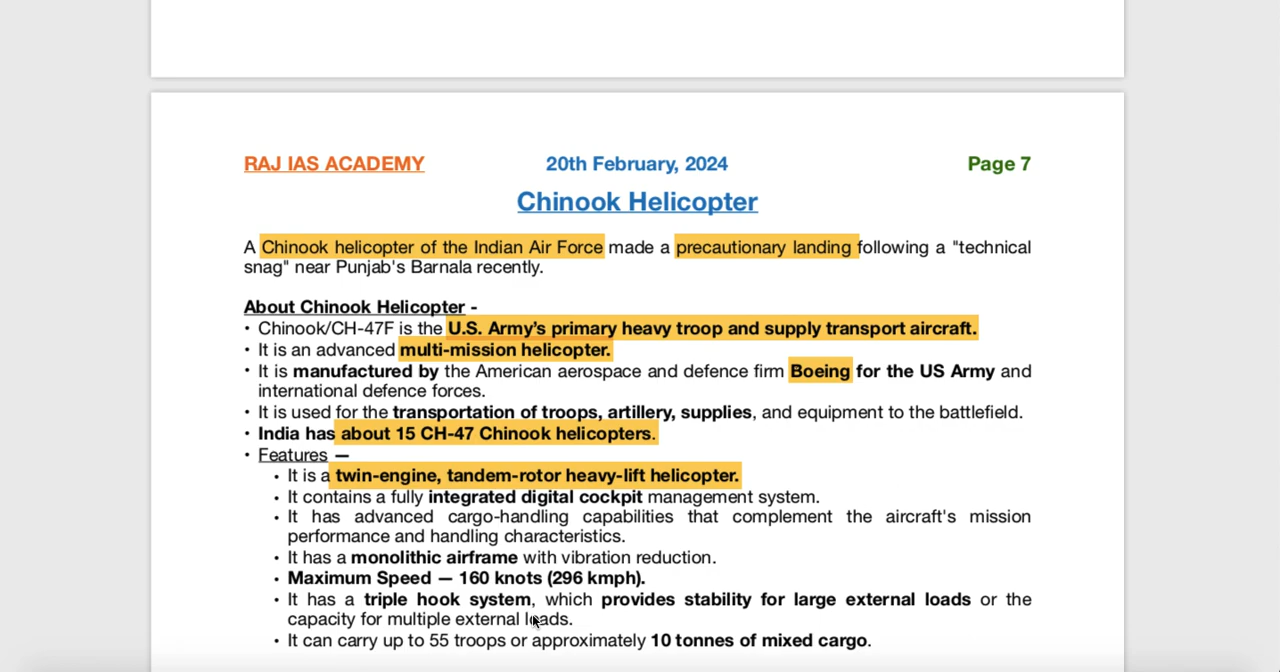 RAJ IAS ACADEMY 20th February, 2024 Page 7
Chinook Helicopter
A Chinook helicopter of the Indian Air Force made a precautionary landing following a "technical
snag" near Punjab's Barnala recently.
About Chinook Helicopter -
• Chinook/CH-47F is the U.S. Army’s primary heavy troop and supply transport aircraft.
• It is an advanced multi-mission helicopter.
• It is manufactured by the American aerospace and defence firm Boeing for the US Army and
international defence forces.
• It is used for the transportation of troops, artillery, supplies, and equipment to the battlefield.
• India has about 15 CH-47 Chinook helicopters.
• Features —
• It is a twin-engine, tandem-rotor heavy-lift helicopter.
• It contains a fully integrated digital cockpit management system.
• It has advanced cargo-handling capabilities that complement the aircraft's mission
performance and handling characteristics.
• It has a monolithic airframe with vibration reduction.
• Maximum Speed — 160 knots (296 kmph).
• It has a triple hook system, which provides stability for large external loads or the
capacity for multiple external loads.
• It can carry up to 55 troops or approximately 10 tonnes of mixed cargo.